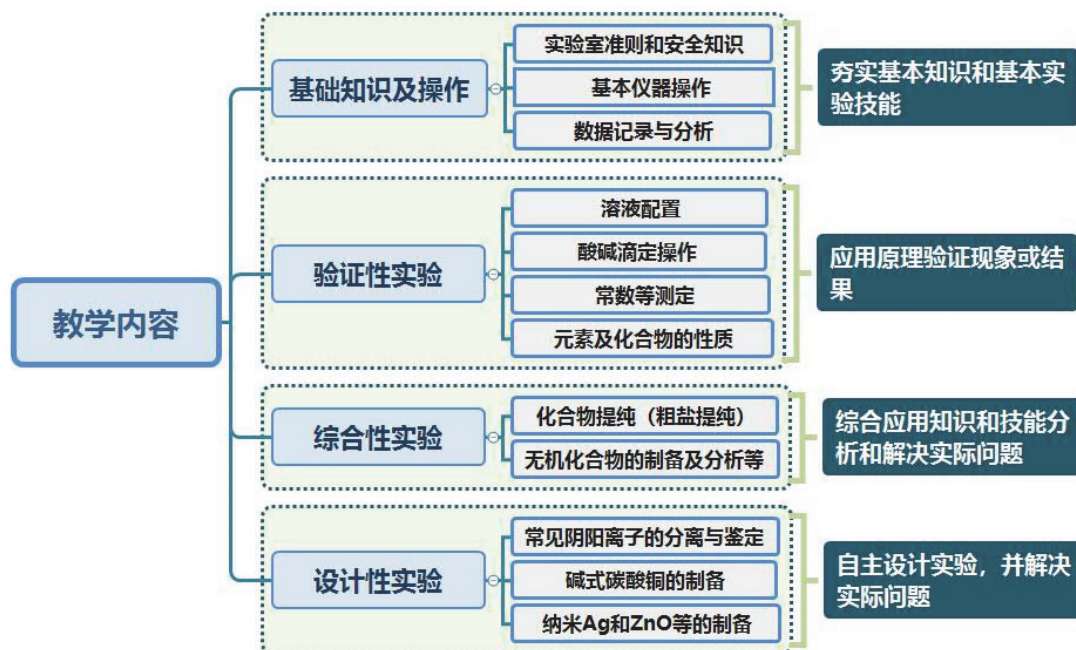 教学内容
基础知识及操作
实验室准则和安全知识
基本仪器操作
数据记录与分析
夯实基本知识和基本实
验技能
验证性实验
溶液配置
酸碱滴定操作
常数等测定
元素及化合物的性质
应用原理验证现象或结
果
综合性实验
化合物提纯（粗盐提纯）
无机化合物的制备及分析等
综合应用知识和技能分
析和解决实际问题
设计性实验
常见阴阳离子的分离与鉴定
碱式碳酸铜的制备
纳米Ag和ZnO等的制备
自主设计实验，并解决
实际问题